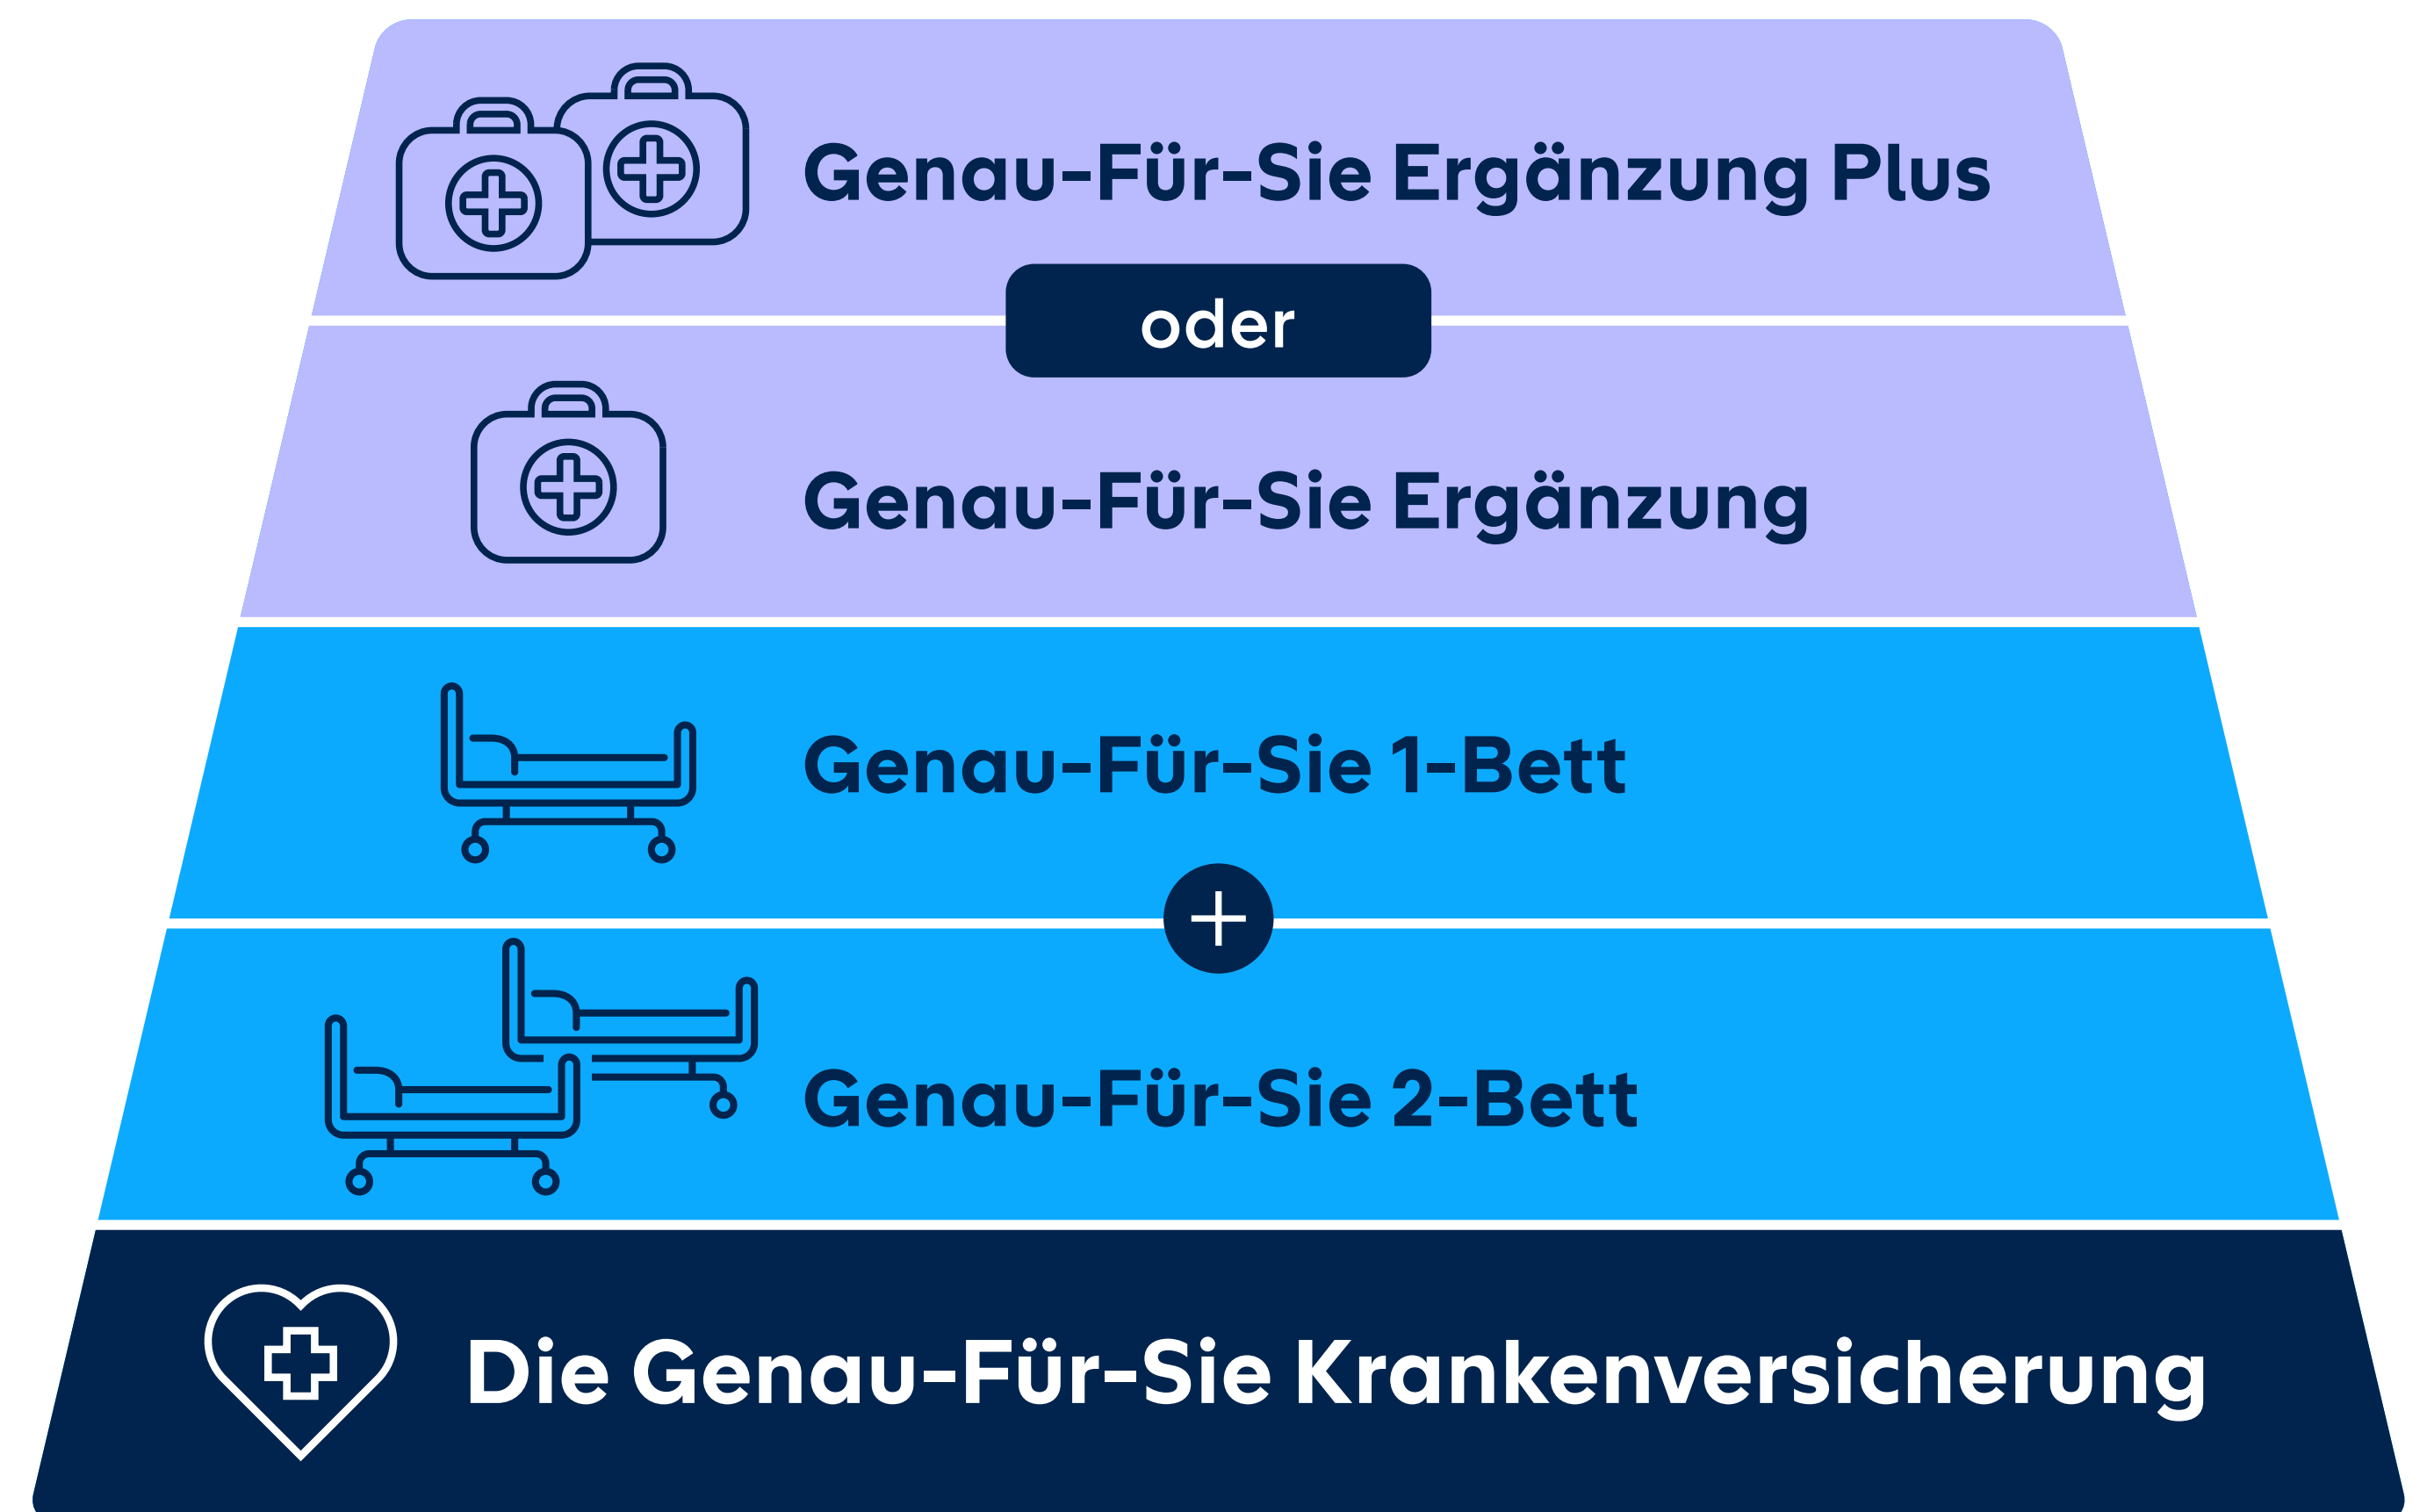 Genau-Für-Sie Ergänzung Plus
oder
Genau-Für-Sie Ergänzung
Genau-Für-Sie 1-Bett
+
Genau-Für-Sie 2-Bett
Die Genau-Für-Sie Krankenversicherung